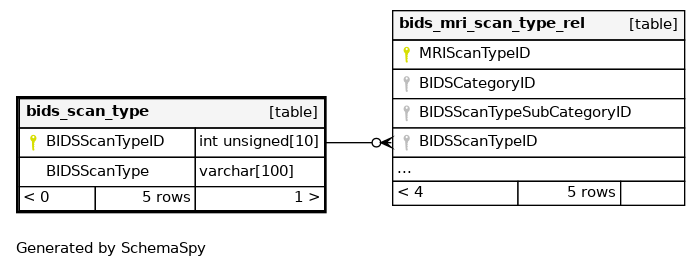 bids_mri_scan_type_rel [table]
MRIScanTypeID
BIDSCategoryID
BIDSScanTypeSubCategoryID
BIDSScanTypeID
...
< 4 5 rows
bids_scan_type [table]
BIDSScanTypeID int unsigned[10]
BIDSScanType varchar[100]
< 0 5 rows 1 >
Generated by SchemaSpy